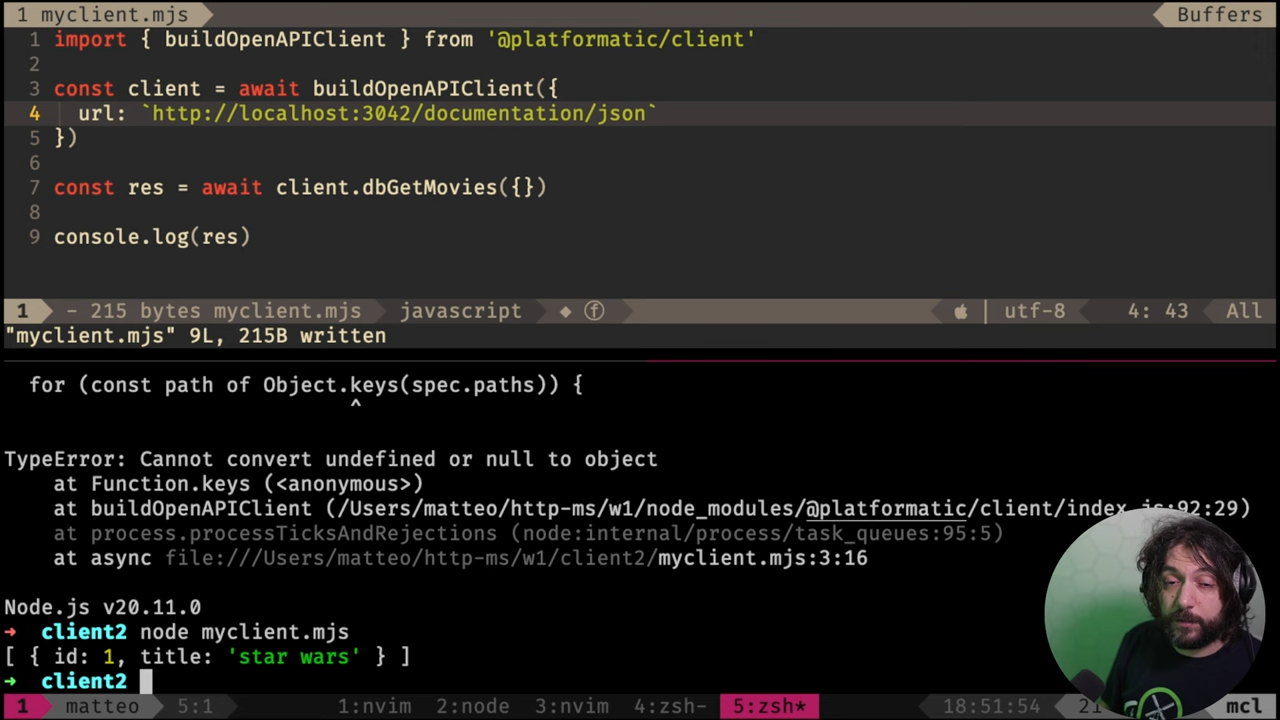 1 myclient.mjs Buffers
1 import { buildOpenAPIClient } from '@platformatic/client'
2
3 const client = await buildOpenAPIClient({
4 url: `http://localhost:3042/documentation/json`
5 })
6
7 const res = await client.dbGetMovies({})
8
9 console.log(res)
1 - 215 bytes myclient.mjs javascript ◆ ⓕ utf-8 4: 43 All
"myclient.mjs" 9L, 215B written
for (const path of Object.keys(spec.paths)) {
^
TypeError: Cannot convert undefined or null to object
at Function.keys (<anonymous>)
at buildOpenAPIClient (/Users/matteo/http-ms/w1/node_modules/@platformatic/client/index.js:92:29)
at process.processTicksAndRejections (node:internal/process/task_queues:95:5)
at async file:///Users/matteo/http-ms/w1/client2/myclient.mjs:3:16
Node.js v20.11.0
➜ client2 node myclient.mjs
[ { id: 1, title: 'star wars' } ]
➜ client2
1 matteo 5:1 1:nvim 2:node 3:nvim 4:zsh- 5:zsh* 18:51:54 21 mcl